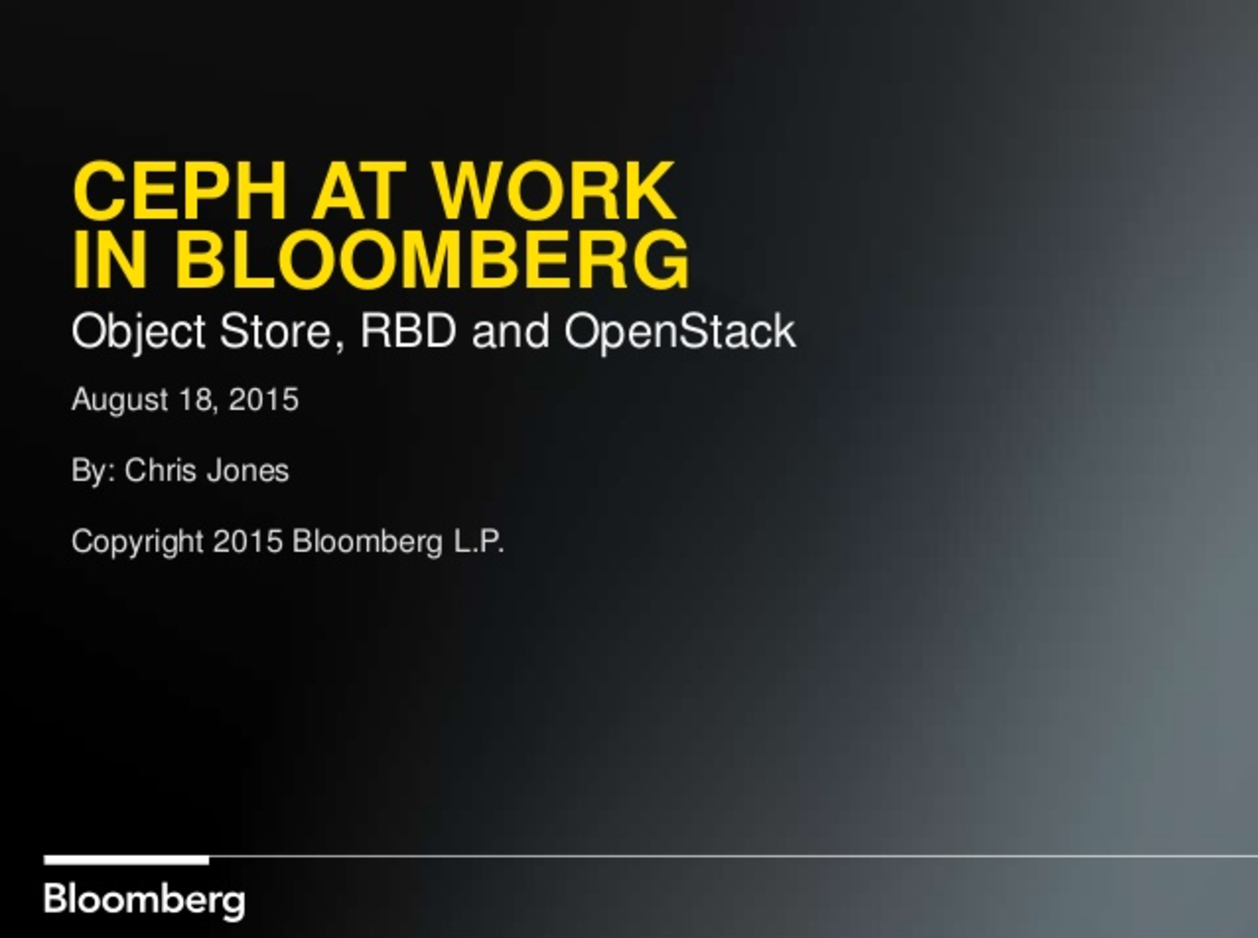 CEPH AT WORK
IN BLOOMBERG
Object Store, RBD and OpenStack
August 18, 2015
By: Chris Jones
Copyright 2015 Bloomberg L.P.
Bloomberg